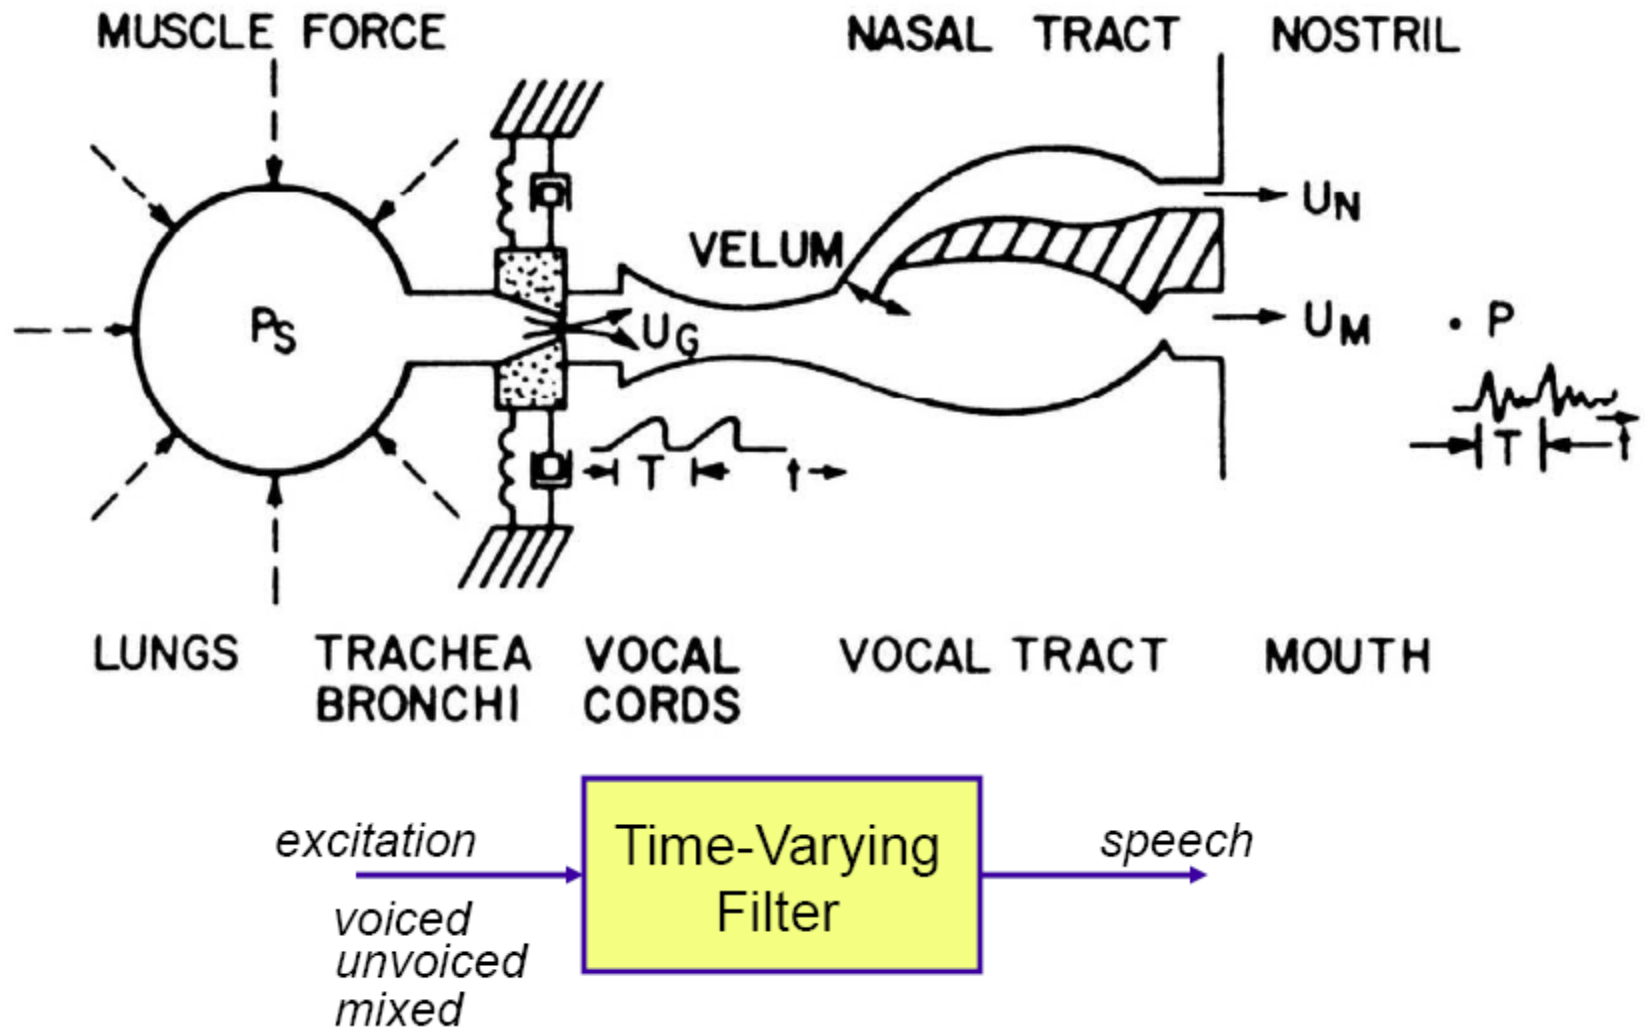 MUSCLE FORCE
NASAL TRACT
NOSTRIL
UN
VELUM
PS
UG
UM
P
T
t
T
t
LUNGS
TRACHEA
BRONCHI
VOCAL
CORDS
VOCAL TRACT
MOUTH
excitation
Time-Varying
Filter
speech
voiced
unvoiced
mixed